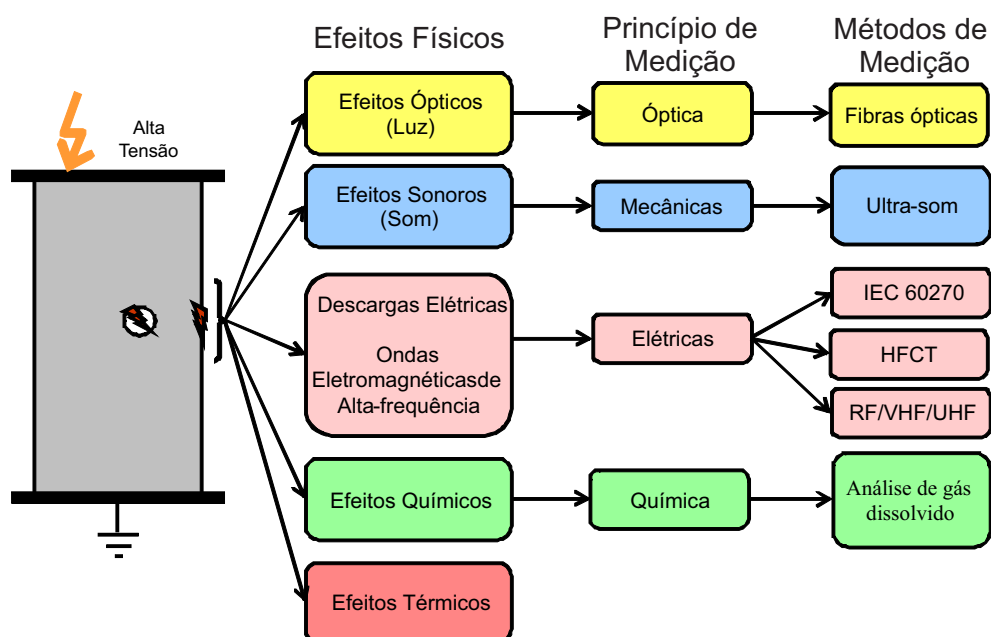 Efeitos Físicos
Princípio de
Medição
Métodos de
Medição
Alta
Tensão
Efeitos Ópticos
(Luz)
Óptica
Fibras ópticas
Efeitos Sonoros
(Som)
Mecânicas
Ultra-som
Descargas Elétricas
Ondas
Eletromagnéticasde
Alta-frequência
Elétricas
IEC 60270
HFCT
RF/VHF/UHF
Efeitos Químicos
Química
Análise de gás
dissolvido
Efeitos Térmicos